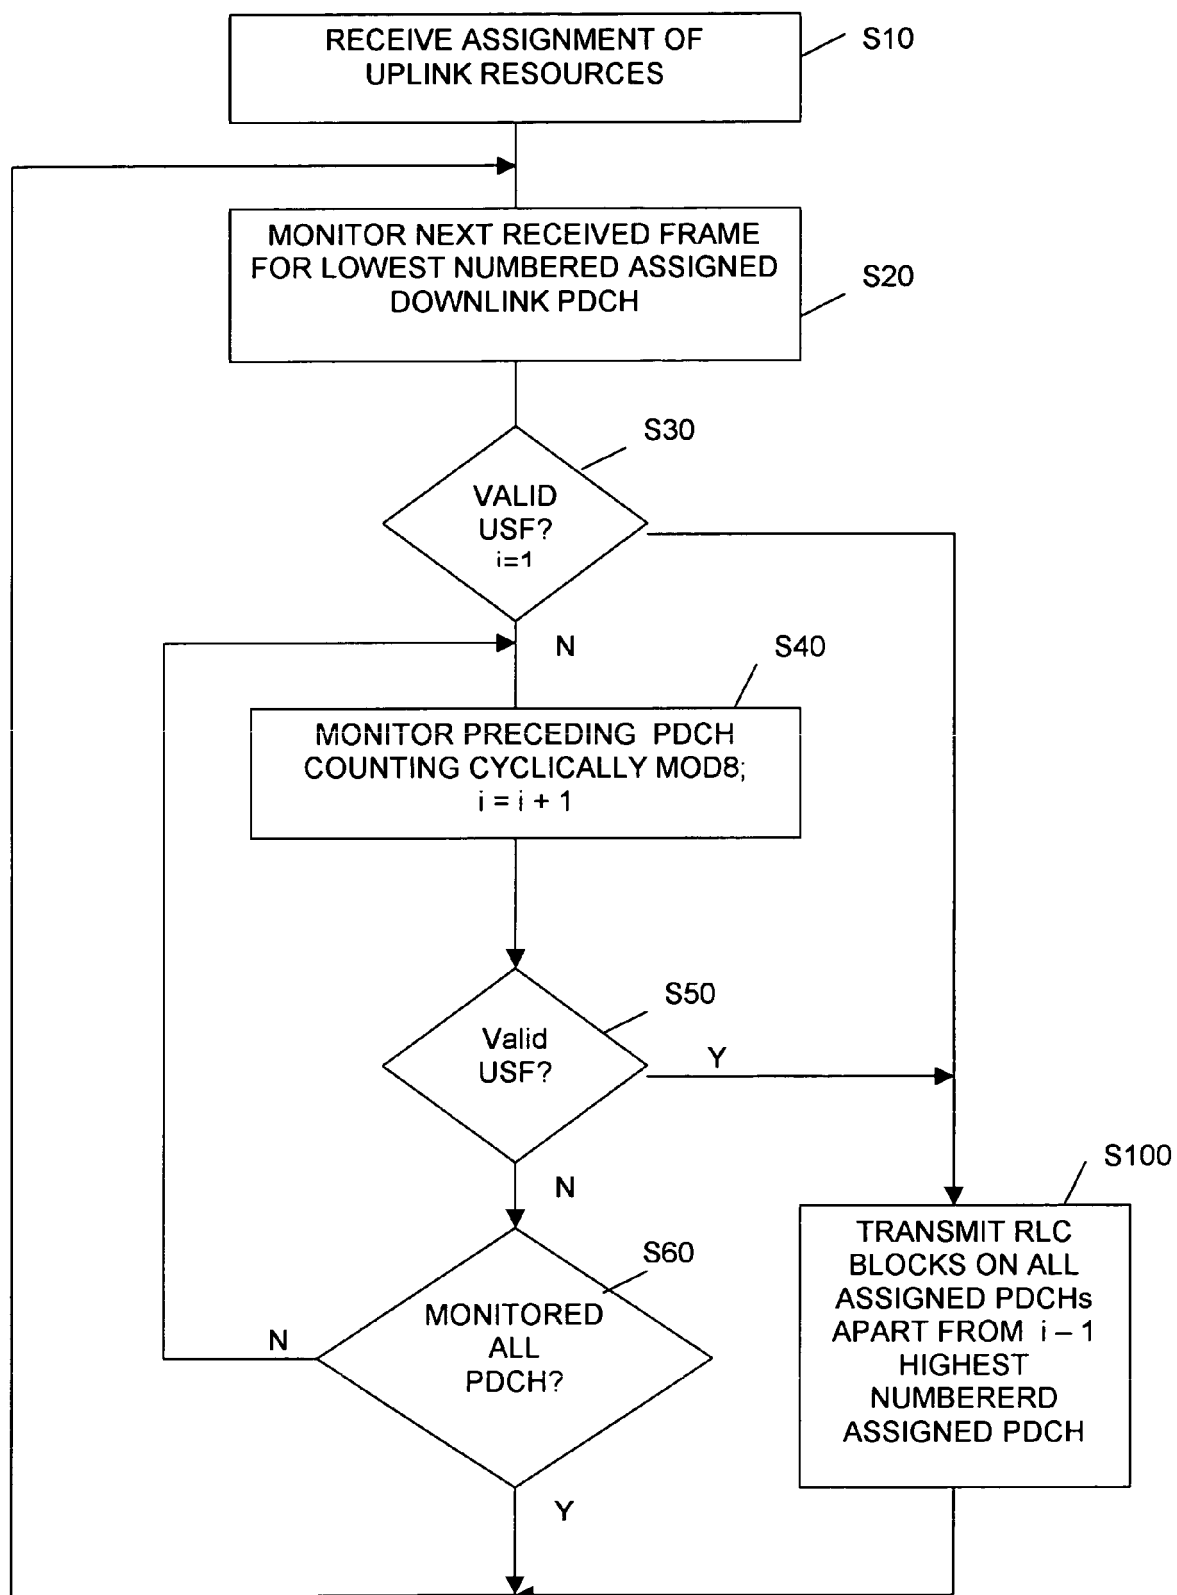 RECEIVE ASSIGNMENT OF
UPLINK RESOURCES
S10
MONITOR NEXT RECEIVED FRAME
FOR LOWEST NUMBERED ASSIGNED
DOWNLINK PDCH
S20
S30
VALID
USF?
i=1
N
S40
MONITOR PRECEDING PDCH
COUNTING CYCLICALLY MOD8;
i = i + 1
S50
Valid
USF?
Y
N
S100
S60
MONITORED
ALL
PDCH?
N
Y
TRANSMIT RLC
BLOCKS ON ALL
ASSIGNED PDCHs
APART FROM i – 1
HIGHEST
NUMBERERD
ASSIGNED PDCH